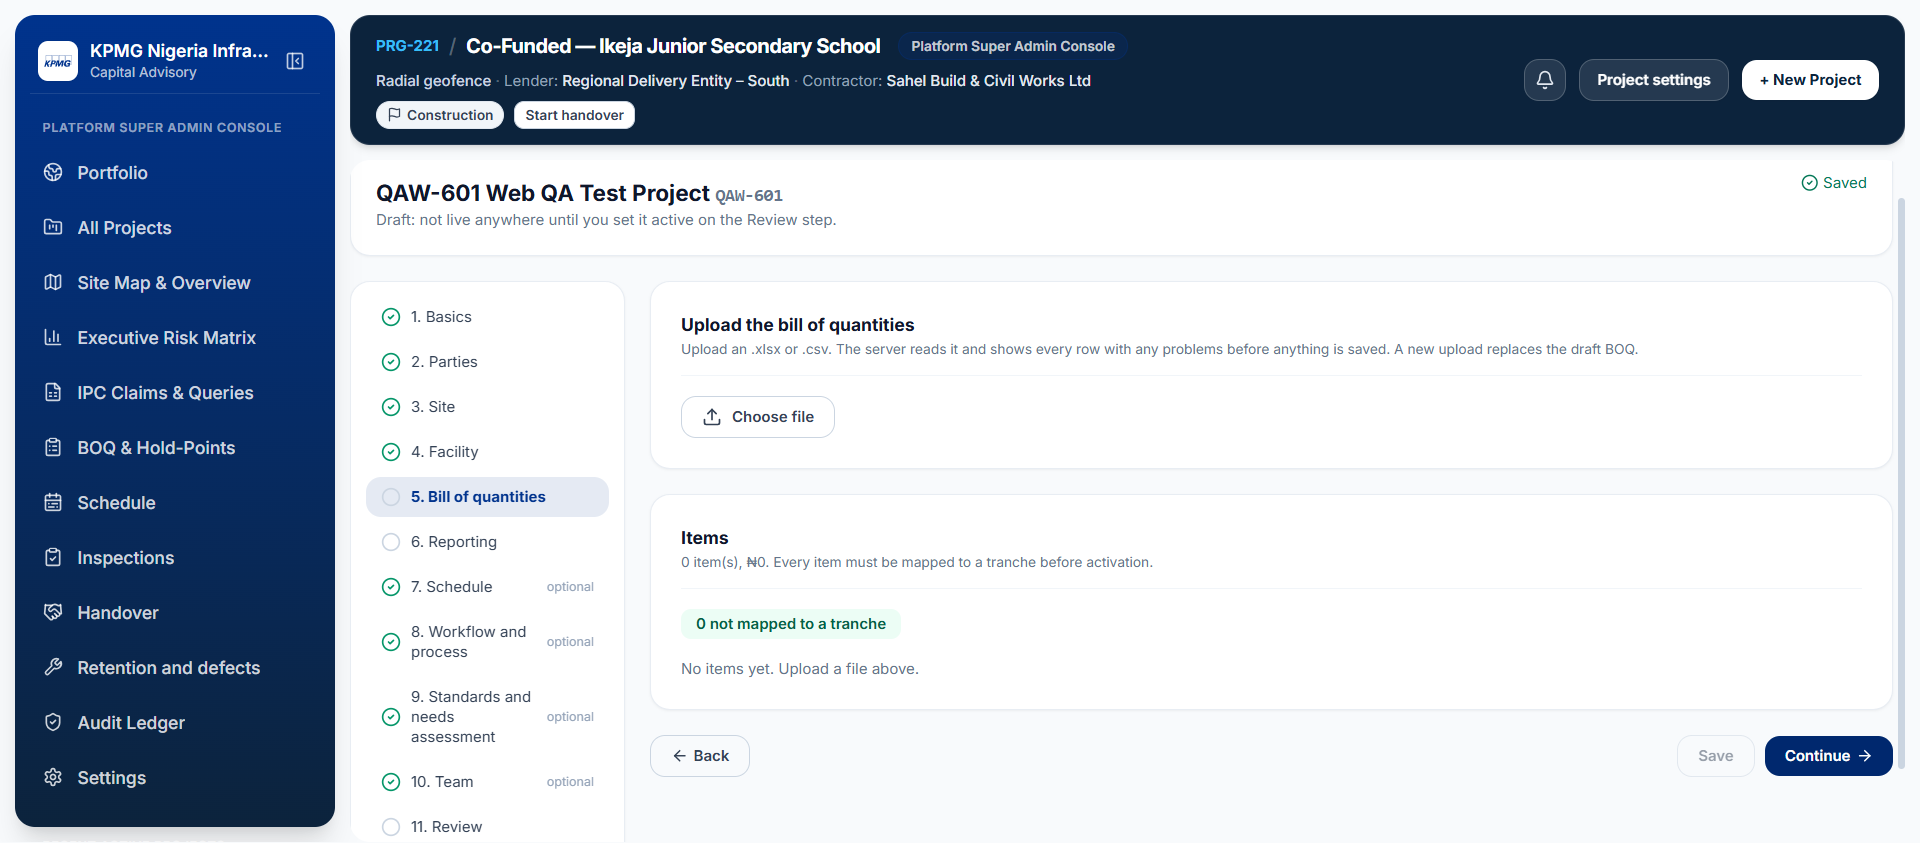 KPMG
KPMG Nigeria Infra...
Capital Advisory
PLATFORM SUPER ADMIN CONSOLE
Portfolio
All Projects
Site Map & Overview
Executive Risk Matrix
IPC Claims & Queries
BOQ & Hold-Points
Schedule
Inspections
Handover
Retention and defects
Audit Ledger
Settings
PRG-221 / Co-Funded — Ikeja Junior Secondary School Platform Super Admin Console
Radial geofence · Lender: Regional Delivery Entity – South · Contractor: Sahel Build & Civil Works Ltd
Construction Start handover
Project settings
+ New Project
QAW-601 Web QA Test Project QAW-601
Draft: not live anywhere until you set it active on the Review step.
Saved
1. Basics
2. Parties
3. Site
4. Facility
5. Bill of quantities
6. Reporting
7. Schedule optional
8. Workflow and
process
optional
9. Standards and
needs
assessment
optional
10. Team optional
11. Review
Upload the bill of quantities
Upload an .xlsx or .csv. The server reads it and shows every row with any problems before anything is saved. A new upload replaces the draft BOQ.
Choose file
Items
0 item(s), ₦0. Every item must be mapped to a tranche before activation.
0 not mapped to a tranche
No items yet. Upload a file above.
Back
Save
Continue